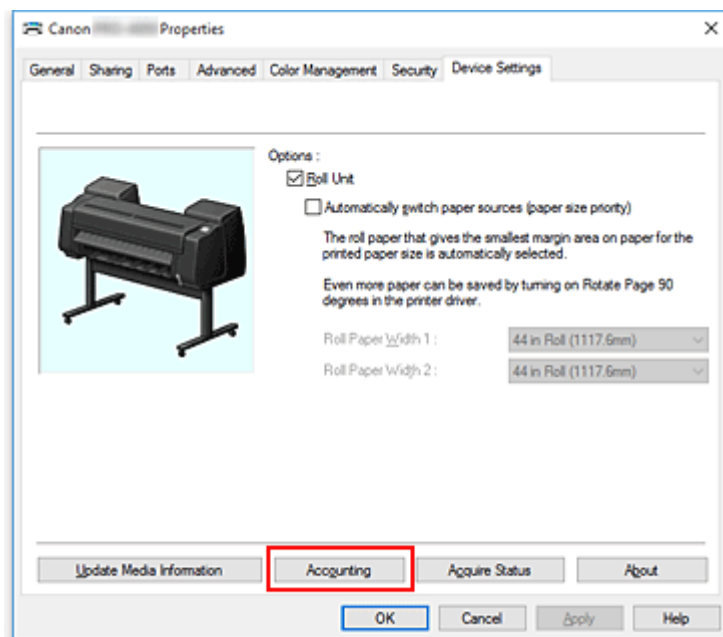 Canon Properties
General Sharing Ports Advanced Color Management Security Device Settings
Options :
Roll Unit
Automatically switch paper sources (paper size priority)
The roll paper that gives the smallest margin area on paper for the
printed paper size is automatically selected.
Even more paper can be saved by turning on Rotate Page 90
degrees in the printer driver.
Roll Paper Width 1 : 44 in Roll (1117.6mm)
Roll Paper Width 2 : 44 in Roll (1117.6mm)
Update Media Information Accounting Acquire Status About
OK Cancel Apply Help